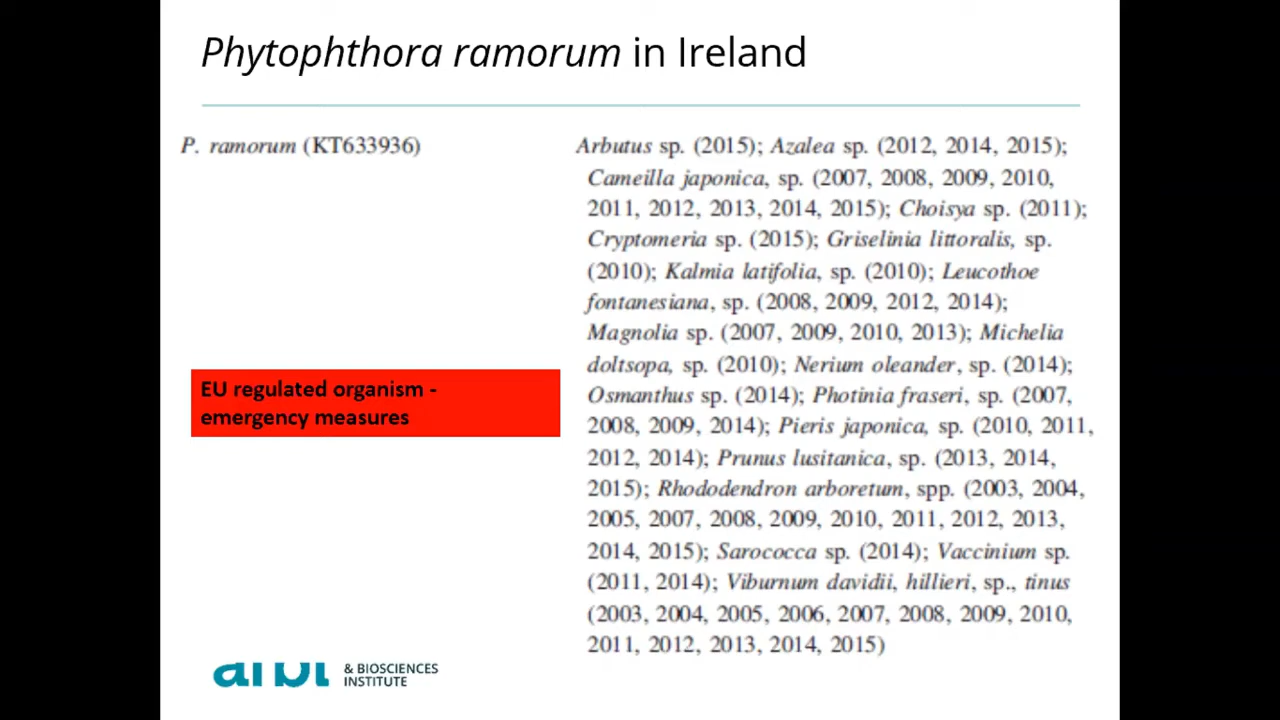 Phytophthora ramorum in Ireland
P. ramorum (KT633936)
Arbutus sp. (2015); Azalea sp. (2012, 2014, 2015);
Cameilla japonica, sp. (2007, 2008, 2009, 2010,
2011, 2012, 2013, 2014, 2015); Choisya sp. (2011);
Cryptomeria sp. (2015); Griselinia littoralis, sp.
(2010); Kalmia latifolia, sp. (2010); Leucothoe
fontanesiana, sp. (2008, 2009, 2012, 2014);
Magnolia sp. (2007, 2009, 2010, 2013); Michelia
doltsopa, sp. (2010); Nerium oleander, sp. (2014);
Osmanthus sp. (2014); Photinia fraseri, sp. (2007,
2008, 2009, 2014); Pieris japonica, sp. (2010, 2011,
2012, 2014); Prunus lusitanica, sp. (2013, 2014,
2015); Rhododendron arboretum, spp. (2003, 2004,
2005, 2007, 2008, 2009, 2010, 2011, 2012, 2013,
2014, 2015); Sarococca sp. (2014); Vaccinium sp.
(2011, 2014); Viburnum davidii, hillieri, sp., tinus
(2003, 2004, 2005, 2006, 2007, 2008, 2009, 2010,
2011, 2012, 2013, 2014, 2015)
EU regulated organism -
emergency measures
& BIOSCIENCES
INSTITUTE